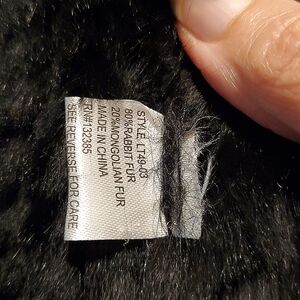 STYLE: LT49-03
80%RABBIT FUR
20%MONGOLIAN FUR
MADE IN CHINA
RN#132385
SEE REVERSE FOR CARE